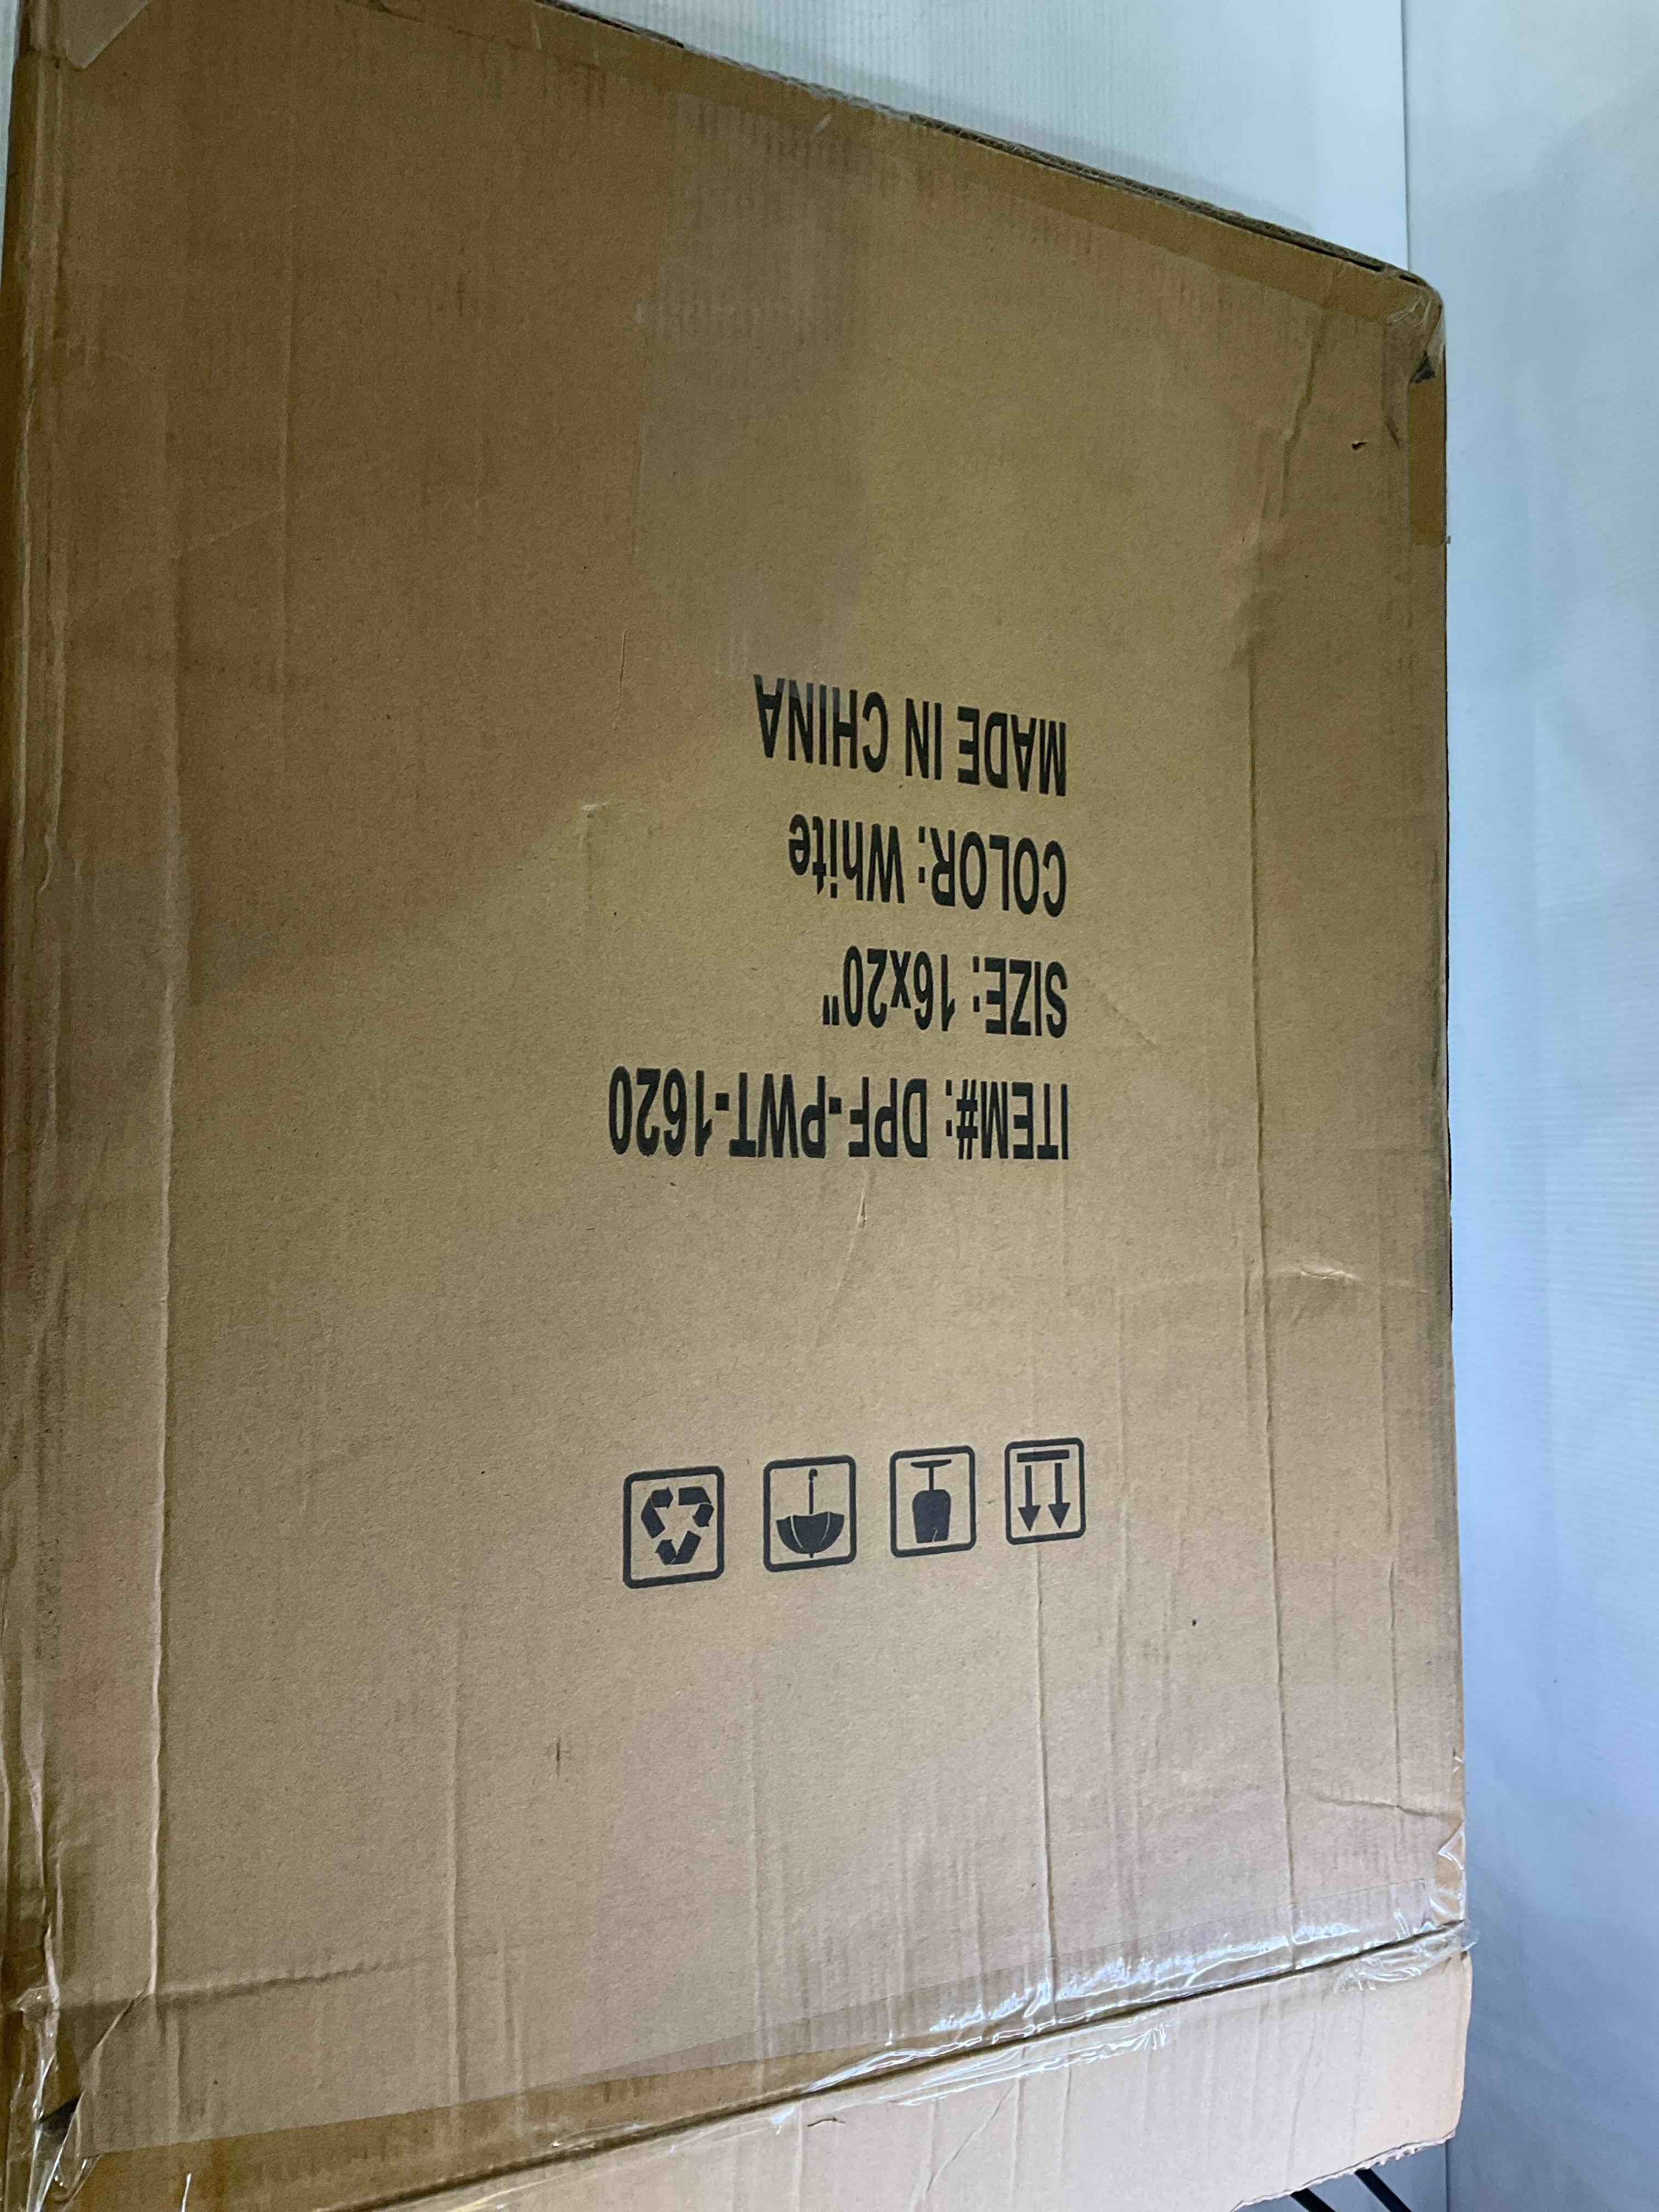 ITEM#: DPF-PWT-1620
SIZE: 16x20"
COLOR: White
MADE IN CHINA